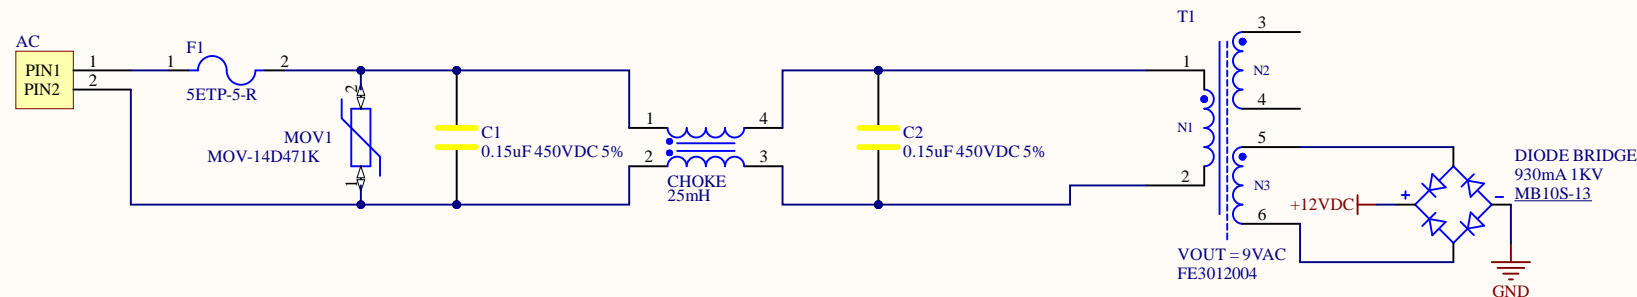 AC
PIN1
PIN2
1
2
F1
1
2
5ETP-5-R
2
MOV1
MOV-14D471K
1
C1
0.15uF 450VDC 5%
1
4
2
3
CHOKE
25mH
C2
0.15uF 450VDC 5%
T1
1
N1
2
3
N2
4
5
N3
6
VOUT = 9VAC
FE3012004
+12VDC
+
-
DIODE BRIDGE
930mA 1KV
MB10S-13
GND